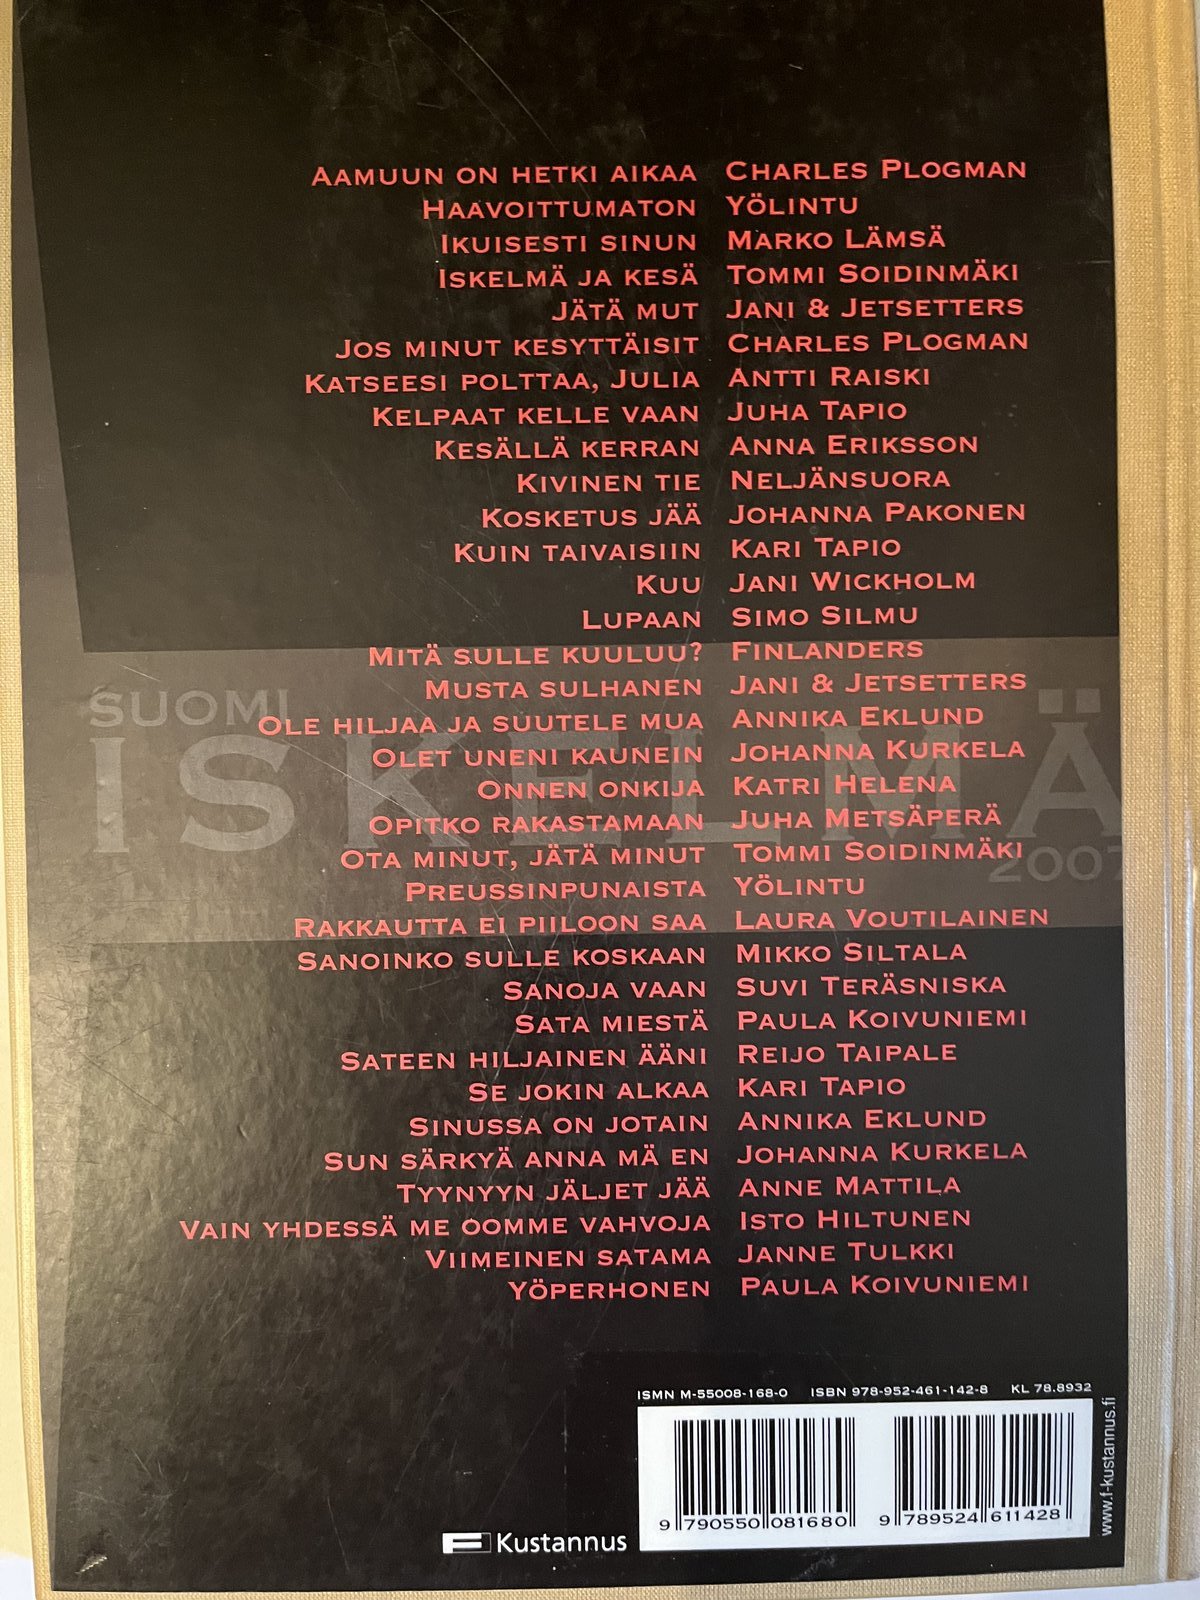 Aamuun on hetki aikaa Charles Plogman
Haavoittumaton Yölintu
Ikuisesti sinun Marko Lämsä
Iskelmä ja kesä Tommi Soidinmäki
Jätä mut Jani & Jetsetters
Jos minut kesyttäisit Charles Plogman
Katseesi polttaa, Julia Antti Raiski
Kelpaat kelle vaan Juha Tapio
Kesällä kerran Anna Eriksson
Kivinen tie Neljänsuora
Kosketus jää Johanna Pakonen
Kuin taivaisiin Kari Tapio
Kuu Jani Wickholm
Lupaan Simo Silmu
Mitä sulle kuuluu? Finlanders
Musta sulhanen Jani & Jetsetters
Ole hiljaa ja suutele mua Annika Eklund
Olet uneni kaunein Johanna Kurkela
Onnen onkija Katri Helena
Opitko rakastamaan Juha Metsäperä
Ota minut, jätä minut Tommi Soidinmäki
Preussinpunaista Yölintu
Rakkautta ei piiloon saa Laura Voutilainen
Sanoinko sulle koskaan Mikko Siltala
Sanoja vaan Suvi Teräsniska
Sata miestä Paula Koivuniemi
Sateen hiljainen ääni Reijo Taipale
Se jokin alkaa Kari Tapio
Sinussa on jotain Annika Eklund
Sun särkyä anna mä en Johanna Kurkela
Tyynyyn jäljet jää Anne Mattila
Vain yhdessä me oomme vahvoja Isto Hiltunen
Viimeinen satama Janne Tulkki
Yöperhonen Paula Koivuniemi
SUOMI
ISKELMÄ
2007
ISMN M-55008-168-0 ISBN 978-952-461-142-8 KL 78.8932
9 790550 081680 9 789524 611428
www.f-kustannus.fi
F Kustannus